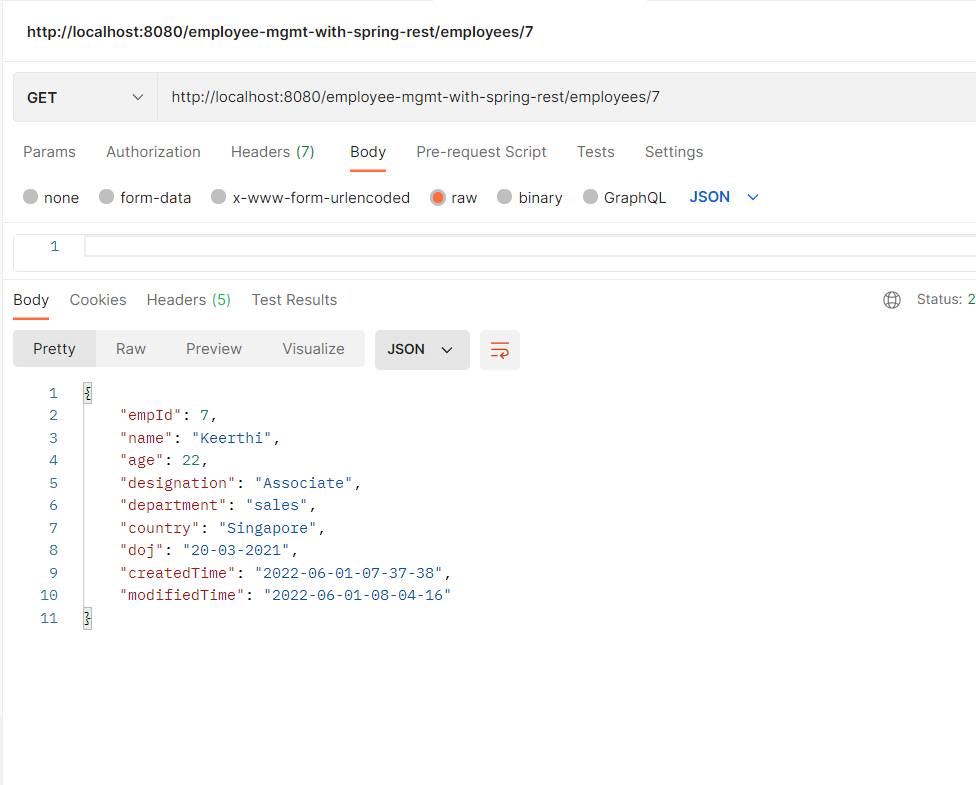 http://localhost:8080/employee-mgmt-with-spring-rest/employees/7
GET http://localhost:8080/employee-mgmt-with-spring-rest/employees/7
Params Authorization Headers (7) Body Pre-request Script Tests Settings
none form-data x-www-form-urlencoded raw binary GraphQL JSON
1
Body Cookies Headers (5) Test Results Status: 2
Pretty Raw Preview Visualize JSON
1 {
2 "empId": 7,
3 "name": "Keerthi",
4 "age": 22,
5 "designation": "Associate",
6 "department": "sales",
7 "country": "Singapore",
8 "doj": "20-03-2021",
9 "createdTime": "2022-06-01-07-37-38",
10 "modifiedTime": "2022-06-01-08-04-16"
11 }